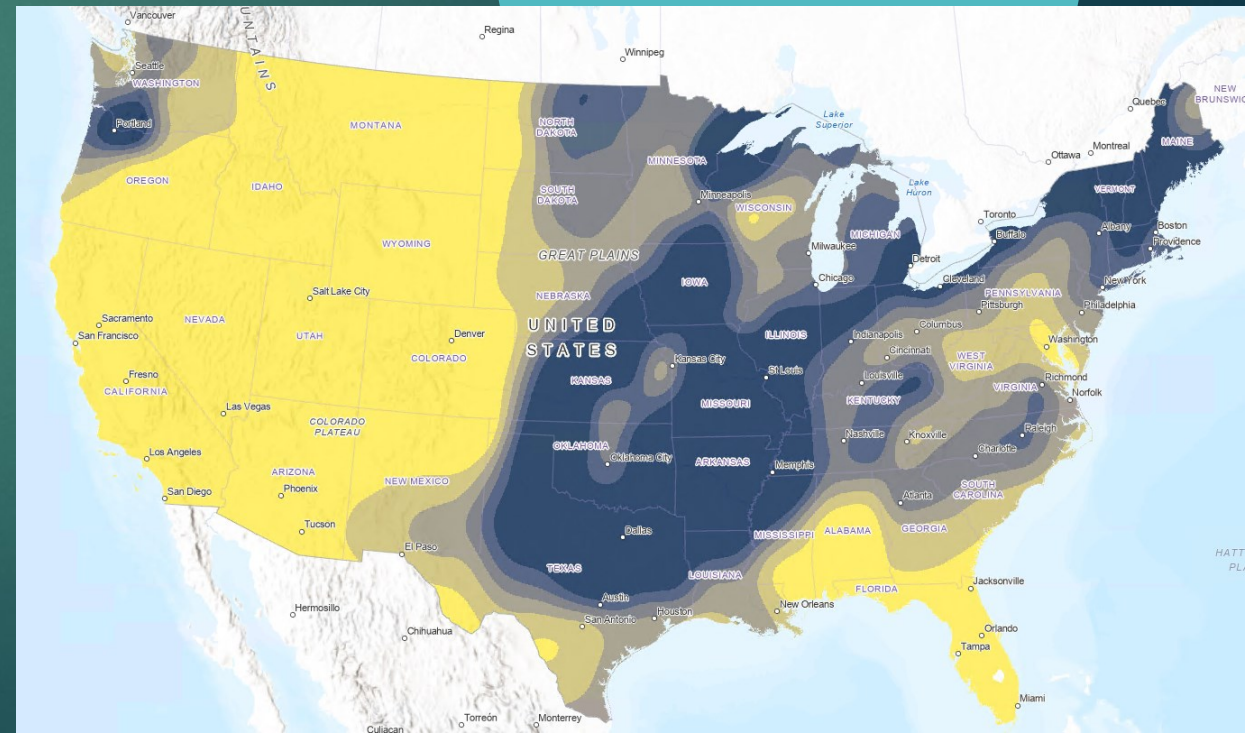 Vancouver
UNTAINS
Regina
Winnipeg
Seattle
WASHINGTON
Portland
MONTANA
NORTH
DAKOTA
Lake
Superior
Quebec
NEW
BRUNSWIC
MAINE
Ottawa
Montreal
OREGON
IDAHO
SOUTH
DAKOTA
MINNESOTA
Minneapolis
WISCONSIN
Lake
Huron
VERMONT
WYOMING
GREAT PLAINS
MICHIGAN
Milwaukee
Toronto
Buffalo
Albany
Boston
Providence
Detroit
Chicago
Cleveland
New York
Salt Lake City
NEBRASKA
IOWA
PENNSYLVANIA
Pittsburgh
Philadelphia
Sacramento
San Francisco
NEVADA
UTAH
Denver
COLORADO
UNITED
STATES
ILLINOIS
Indianapolis
Columbus
Cincinnati
Washington
WEST
VIRGINIA
Fresno
CALIFORNIA
Las Vegas
COLORADO
PLATEAU
KANSAS
Kansas City
St Louis
MISSOURI
Louisville
KENTUCKY
VIRGINIA
Richmond
Norfolk
Los Angeles
San Diego
ARIZONA
Phoenix
Tucson
NEW MEXICO
OKLAHOMA
Oklahoma City
ARKANSAS
Memphis
Nashville
Knoxville
Raleigh
Charlotte
SOUTH
CAROLINA
Atlanta
El Paso
Dallas
TEXAS
MISSISSIPPI
ALABAMA
GEORGIA
HATT
PLA
LOUISIANA
Austin
San Antonio
Houston
New Orleans
FLORIDA
Jacksonville
Hermosillo
Chihuahua
Orlando
Tampa
Miami
Culiacan
Torreón
Monterrey